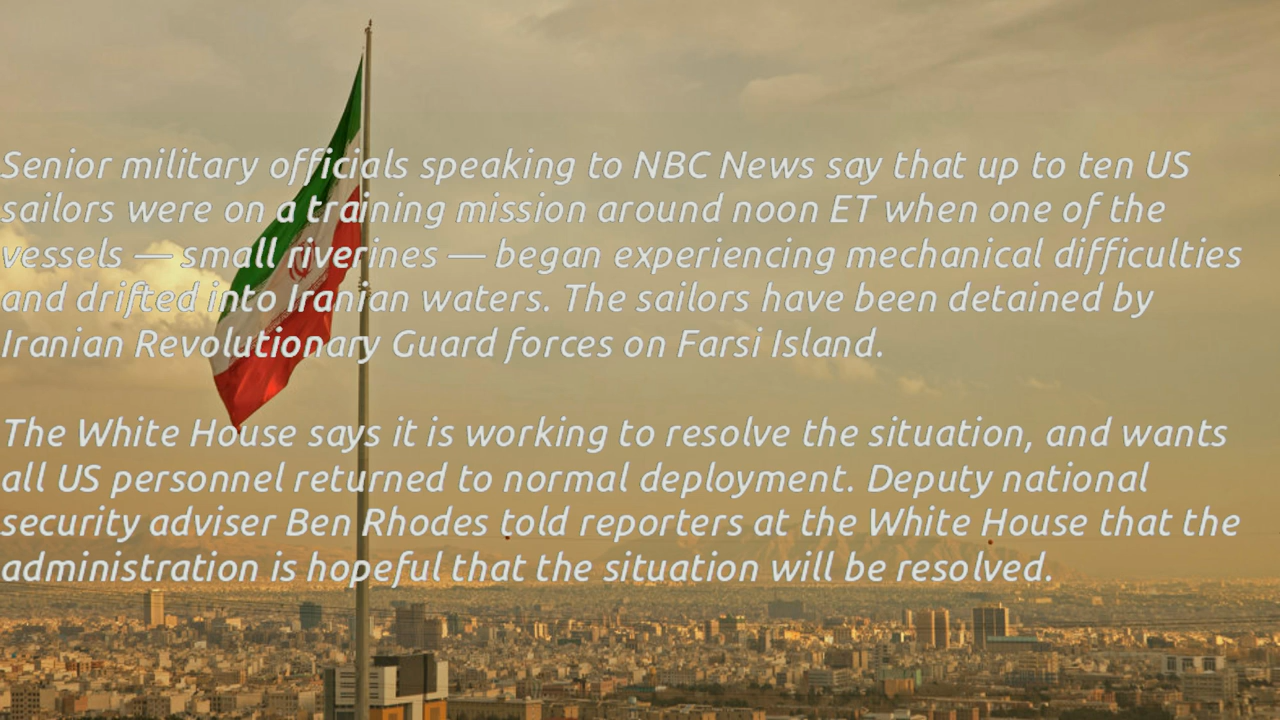 Senior military officials speaking to NBC News say that up to ten US
sailors were on a training mission around noon ET when one of the
vessels — small riverines — began experiencing mechanical difficulties
and drifted into Iranian waters. The sailors have been detained by
Iranian Revolutionary Guard forces on Farsi Island.
The White House says it is working to resolve the situation, and wants
all US personnel returned to normal deployment. Deputy national
security adviser Ben Rhodes told reporters at the White House that the
administration is hopeful that the situation will be resolved.